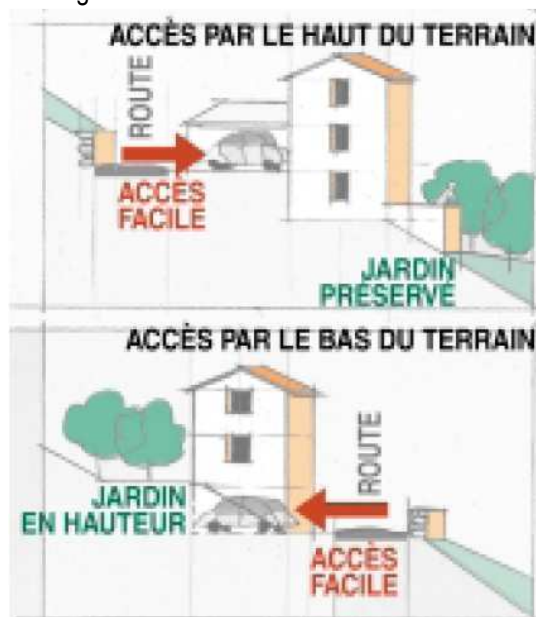 ACCÈS PAR LE HAUT DU TERRAIN
ROUTE
ACCÈS
FACILE
JARDIN
PRÉSERVÉ
ACCÈS PAR LE BAS DU TERRAIN
ROUTE
JARDIN
EN HAUTEUR
ACCÈS
FACILE